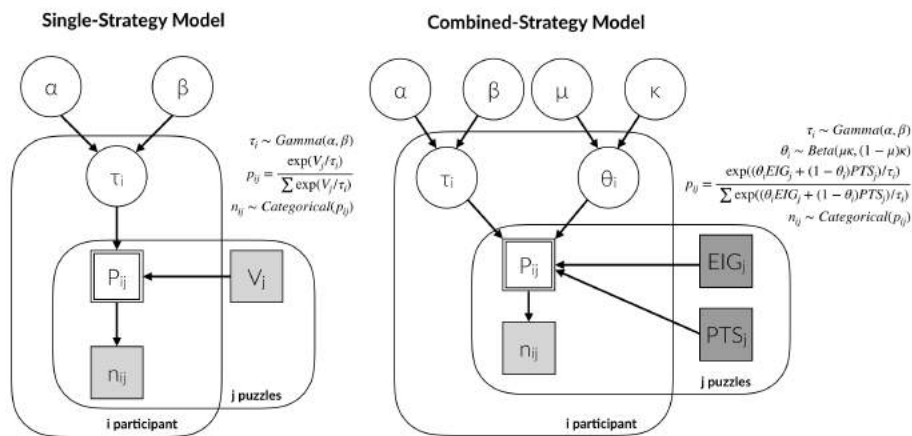 Single-Strategy Model
α
β
τᵢ
τᵢ ∼ Gamma(α, β)
pᵢⱼ = exp(Vⱼ/τᵢ) / ∑ exp(Vⱼ/τᵢ)
nᵢⱼ ∼ Categorical(pᵢⱼ)
Pᵢⱼ
Vⱼ
nᵢⱼ
j puzzles
i participant
Combined-Strategy Model
α
β
μ
κ
τᵢ
θᵢ
τᵢ ∼ Gamma(α, β)
θᵢ ∼ Beta(μκ, (1 − μ)κ)
pᵢⱼ = exp((θᵢEIGⱼ + (1 − θᵢ)PTSⱼ)/τᵢ) / ∑ exp((θᵢEIGⱼ + (1 − θᵢ)PTSⱼ)/τᵢ)
nᵢⱼ ∼ Categorical(pᵢⱼ)
Pᵢⱼ
EIGⱼ
PTSⱼ
nᵢⱼ
j puzzles
i participant